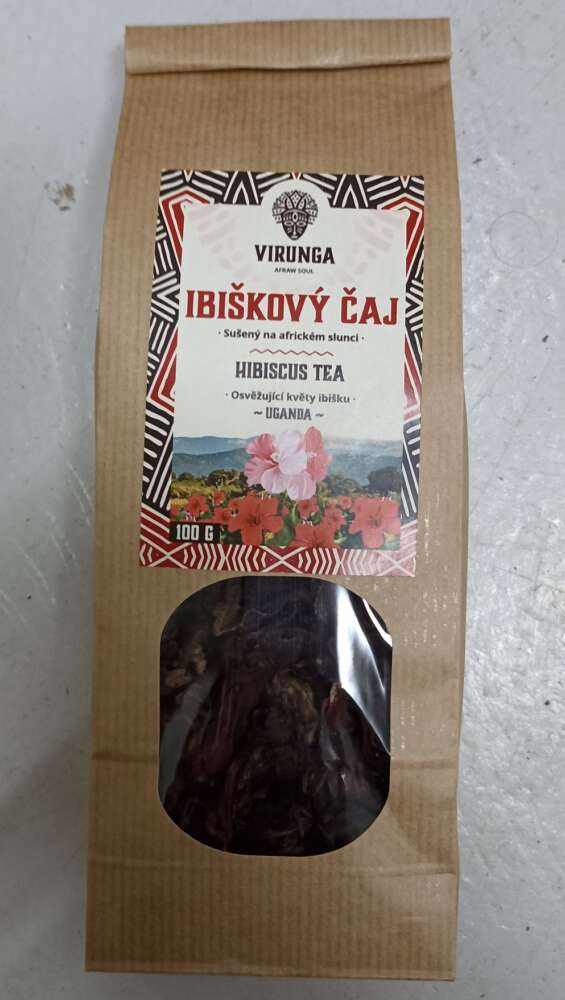 VIRUNGA
AFRAW SOUL
IBIŠKOVÝ ČAJ
· Sušený na africkém slunci ·
HIBISCUS TEA
· Osvěžující květy ibišku ·
~ UGANDA ~
100 G